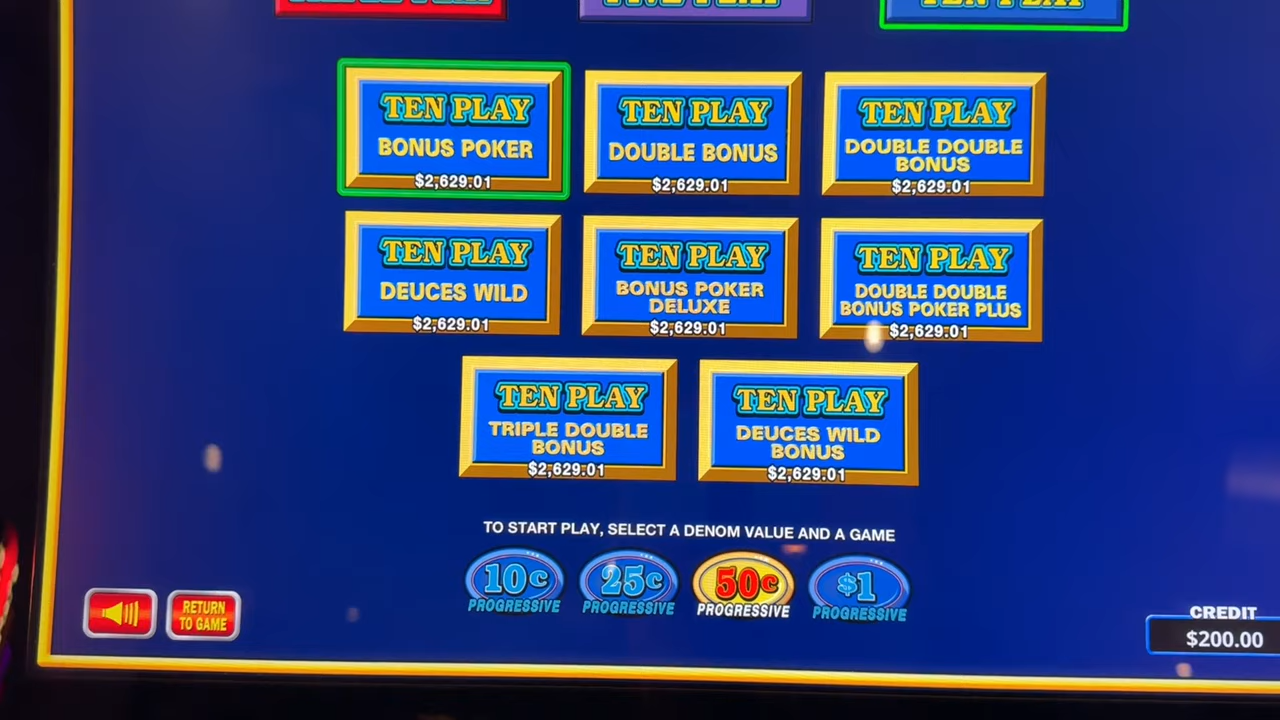 TEN PLAY
TEN PLAY
BONUS POKER
$2,629.01
TEN PLAY
DOUBLE BONUS
$2,629.01
TEN PLAY
DOUBLE DOUBLE
BONUS
$2,629.01
TEN PLAY
DEUCES WILD
$2,629.01
TEN PLAY
BONUS POKER
DELUXE
$2,629.01
TEN PLAY
DOUBLE DOUBLE
BONUS POKER PLUS
$2,629.01
TEN PLAY
TRIPLE DOUBLE
BONUS
$2,629.01
TEN PLAY
DEUCES WILD
BONUS
$2,629.01
TO START PLAY, SELECT A DENOM VALUE AND A GAME
10¢
PROGRESSIVE
25¢
PROGRESSIVE
50¢
PROGRESSIVE
$1
PROGRESSIVE
RETURN
TO GAME
CREDIT
$200.00